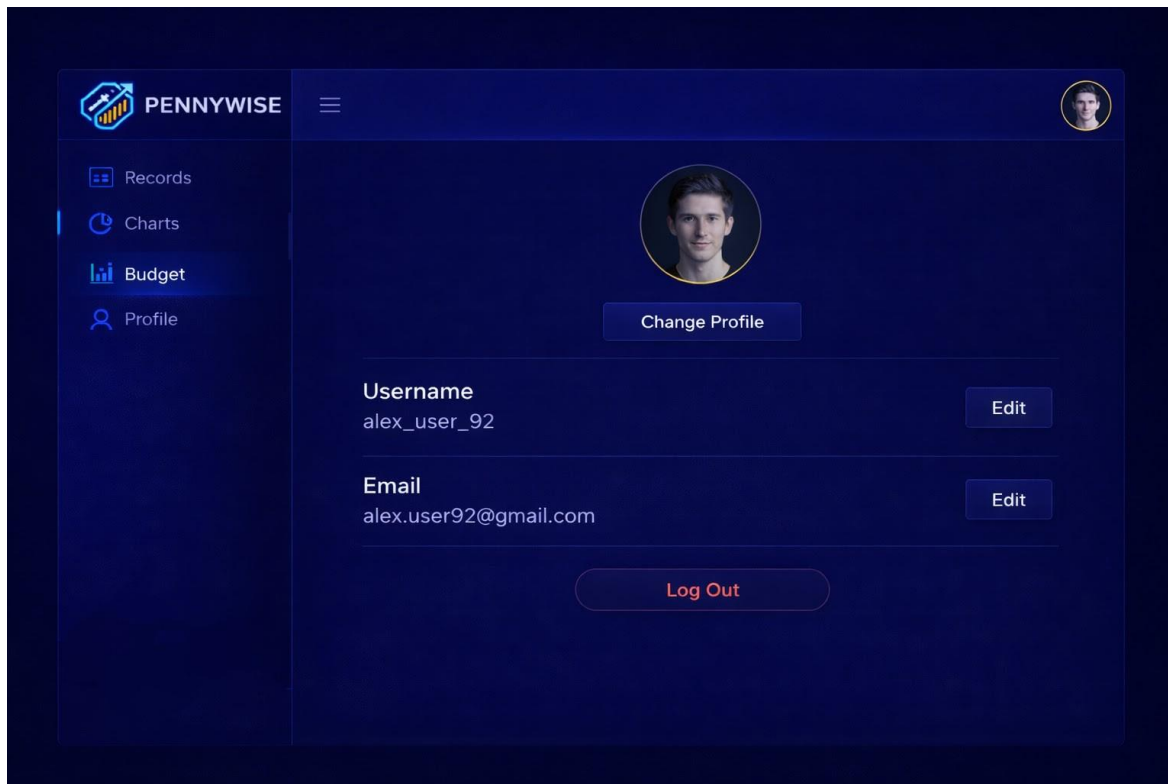 PENNYWISE
Records
Charts
Budget
Profile
Change Profile
Username
alex_user_92
Edit
Email
alex.user92@gmail.com
Edit
Log Out